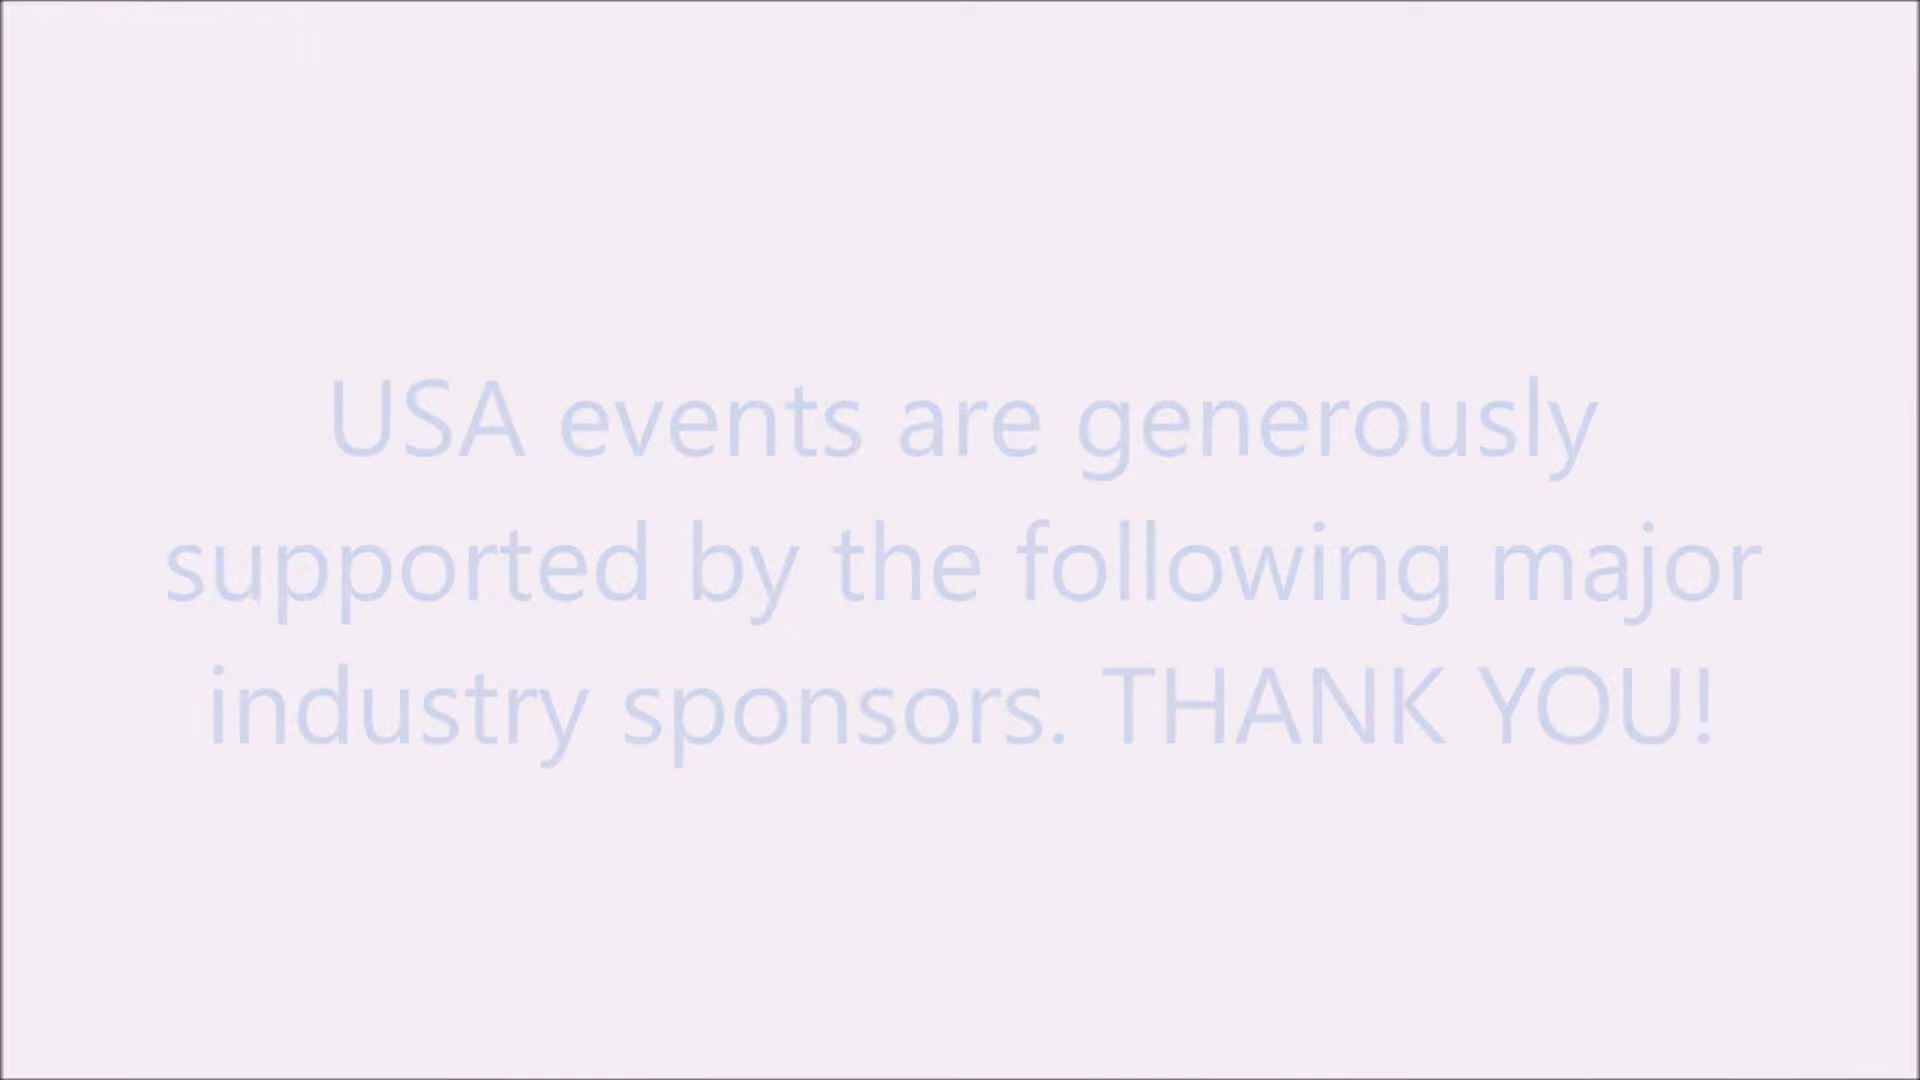 USA events are generously
supported by the following major
industry sponsors. THANK YOU!